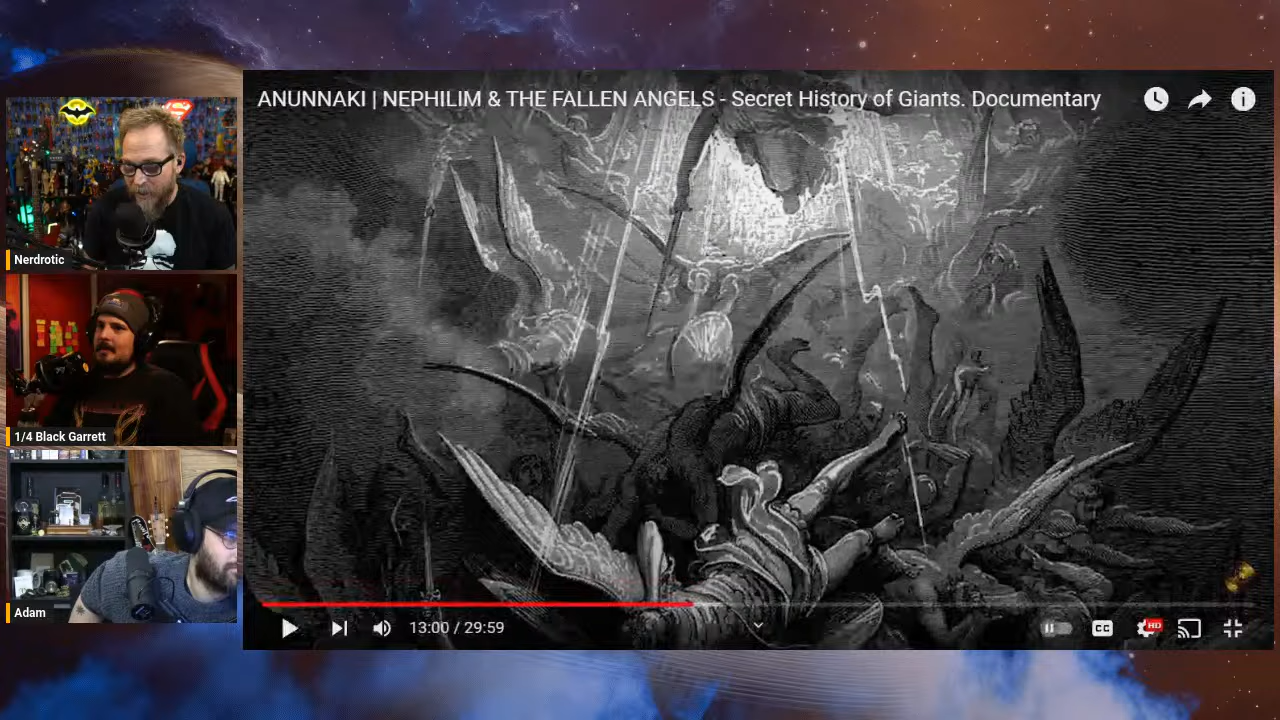 ANUNNAKI | NEPHILIM & THE FALLEN ANGELS - Secret History of Giants. Documentary
Nerdrotic
1/4 Black Garrett
Adam
13:00 / 29:59
CC
HD